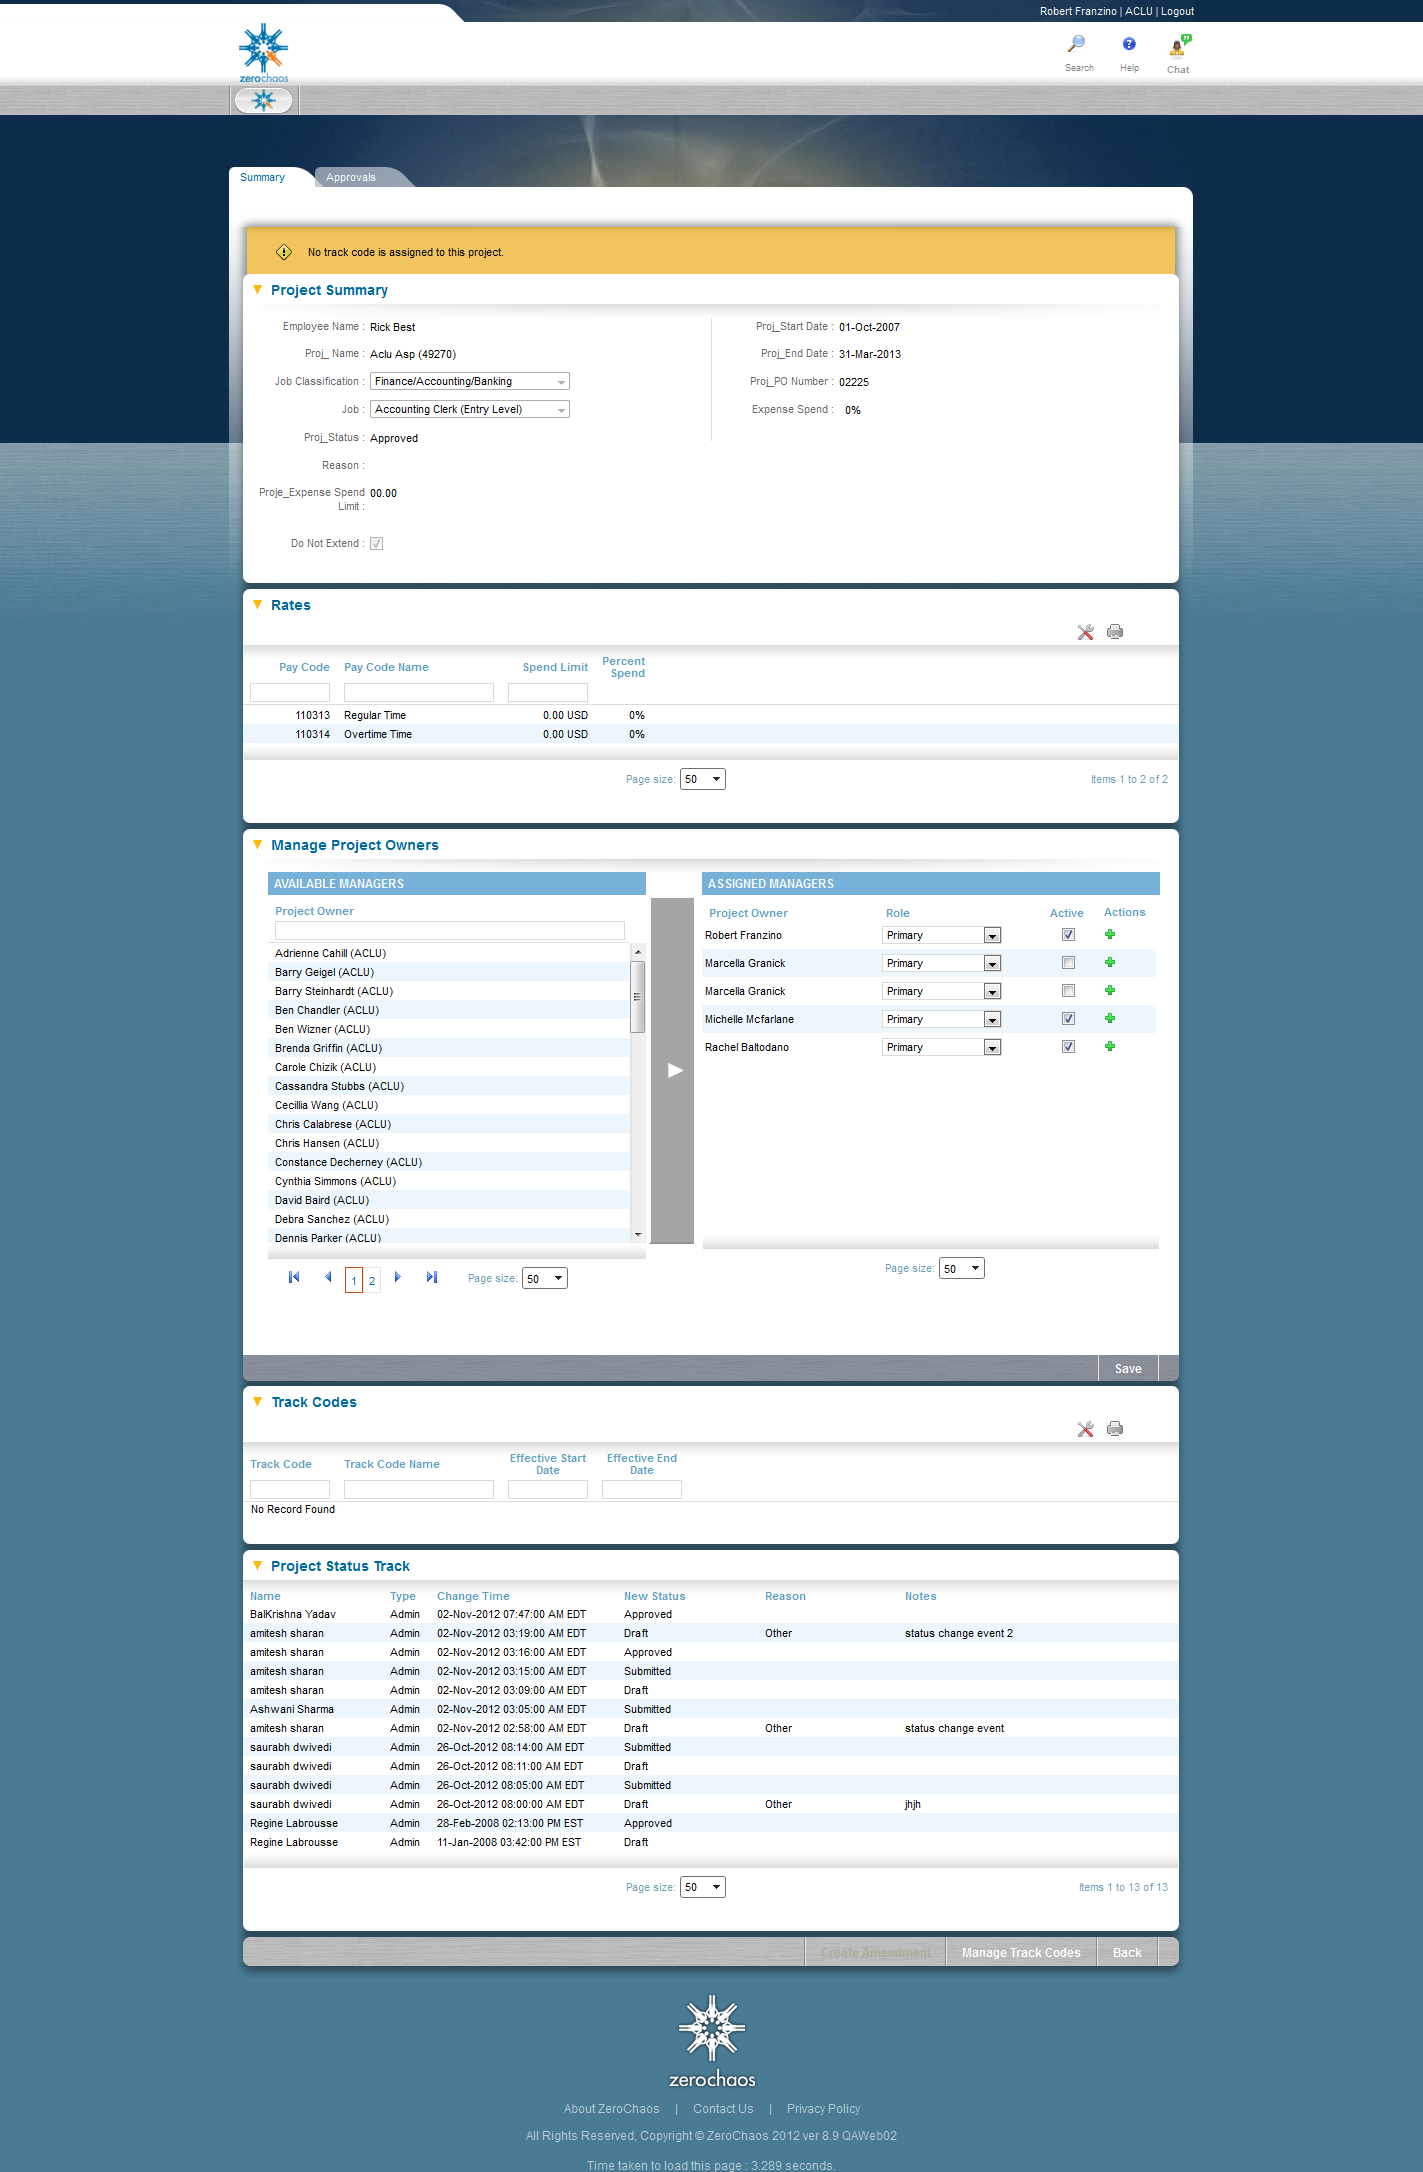 Robert Franzino | ACLU | Logout
zerochaos
Search Help Chat
Summary Approvals
No track code is assigned to this project.
Project Summary
Employee Name : Rick Best Proj_Start Date : 01-Oct-2007
Proj_ Name : Aclu Asp (49270) Proj_End Date : 31-Mar-2013
Job Classification : Finance/Accounting/Banking Proj_PO Number : 02225
Job : Accounting Clerk (Entry Level) Expense Spend : 0%
Proj_Status : Approved
Reason :
Proje_Expense Spend 00.00
Limit :
Do Not Extend :
Rates
Pay Code Pay Code Name Spend Limit Percent
Spend
110313 Regular Time 0.00 USD 0%
110314 Overtime Time 0.00 USD 0%
Page size: 50 Items 1 to 2 of 2
Manage Project Owners
AVAILABLE MANAGERS
Project Owner
Adrienne Cahill (ACLU)
Barry Geigel (ACLU)
Barry Steinhardt (ACLU)
Ben Chandler (ACLU)
Ben Wizner (ACLU)
Brenda Griffin (ACLU)
Carole Chizik (ACLU)
Cassandra Stubbs (ACLU)
Cecillia Wang (ACLU)
Chris Calabrese (ACLU)
Chris Hansen (ACLU)
Constance Decherney (ACLU)
Cynthia Simmons (ACLU)
David Baird (ACLU)
Debra Sanchez (ACLU)
Dennis Parker (ACLU)
1 2 Page size: 50
ASSIGNED MANAGERS
Project Owner Role Active Actions
Robert Franzino Primary
Marcella Granick Primary
Marcella Granick Primary
Michelle Mcfarlane Primary
Rachel Baltodano Primary
Page size: 50
Save
Track Codes
Track Code Track Code Name Effective Start Date Effective End Date
No Record Found
Project Status Track
Name Type Change Time New Status Reason Notes
BalKrishna Yadav Admin 02-Nov-2012 07:47:00 AM EDT Approved
amitesh sharan Admin 02-Nov-2012 03:19:00 AM EDT Draft Other status change event 2
amitesh sharan Admin 02-Nov-2012 03:16:00 AM EDT Approved
amitesh sharan Admin 02-Nov-2012 03:15:00 AM EDT Submitted
amitesh sharan Admin 02-Nov-2012 03:09:00 AM EDT Draft
Ashwani Sharma Admin 02-Nov-2012 03:05:00 AM EDT Submitted
amitesh sharan Admin 02-Nov-2012 02:58:00 AM EDT Draft Other status change event
saurabh dwivedi Admin 26-Oct-2012 08:14:00 AM EDT Submitted
saurabh dwivedi Admin 26-Oct-2012 08:11:00 AM EDT Draft
saurabh dwivedi Admin 26-Oct-2012 08:05:00 AM EDT Submitted
saurabh dwivedi Admin 26-Oct-2012 08:00:00 AM EDT Draft Other jhjh
Regine Labrousse Admin 28-Feb-2008 02:13:00 PM EST Approved
Regine Labrousse Admin 11-Jan-2008 03:42:00 PM EST Draft
Page size: 50 Items 1 to 13 of 13
Create Amendment Manage Track Codes Back
zerochaos
About ZeroChaos | Contact Us | Privacy Policy
All Rights Reserved, Copyright © ZeroChaos 2012 ver 8.9 QAWeb02
Time taken to load this page : 3.289 seconds.